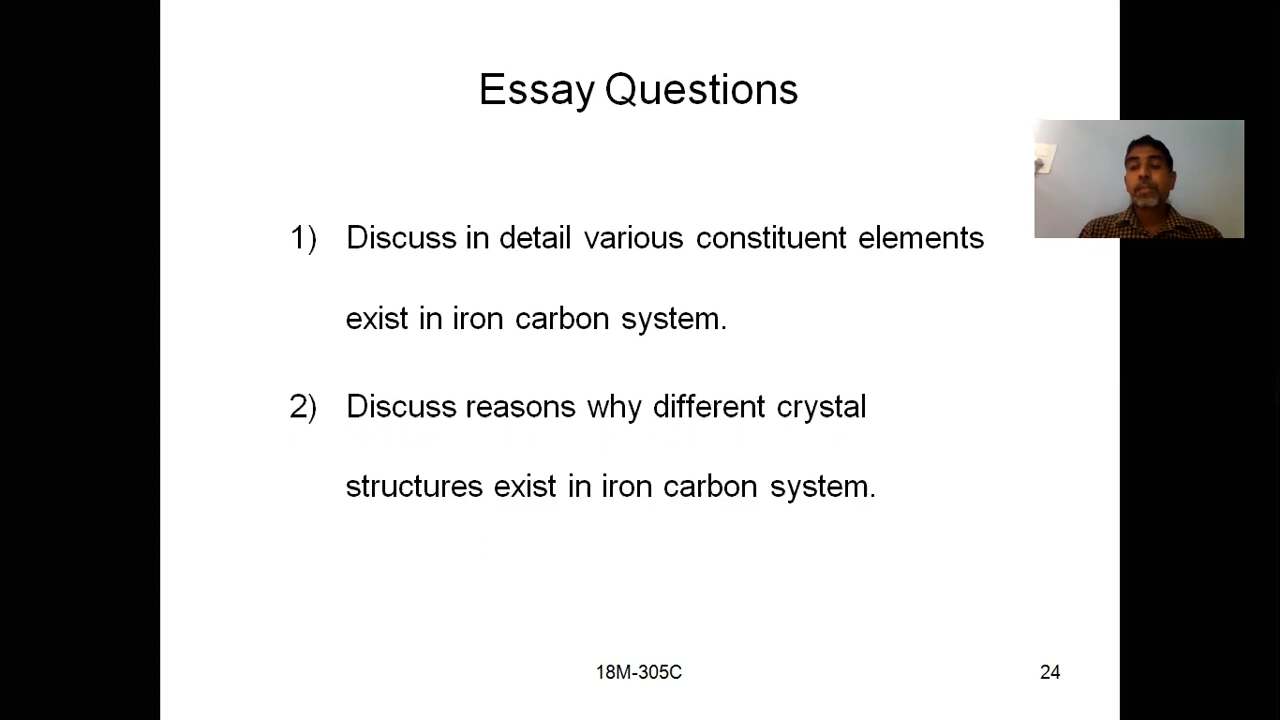 Essay Questions
1) Discuss in detail various constituent elements
exist in iron carbon system.
2) Discuss reasons why different crystal
structures exist in iron carbon system.
18M-305C
24